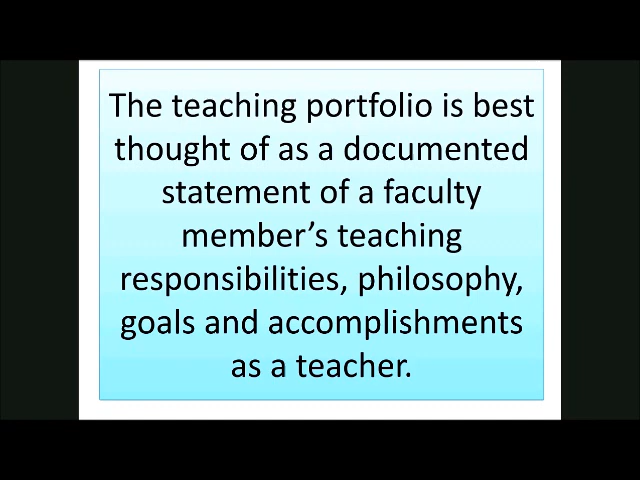 The teaching portfolio is best
thought of as a documented
statement of a faculty
member’s teaching
responsibilities, philosophy,
goals and accomplishments
as a teacher.